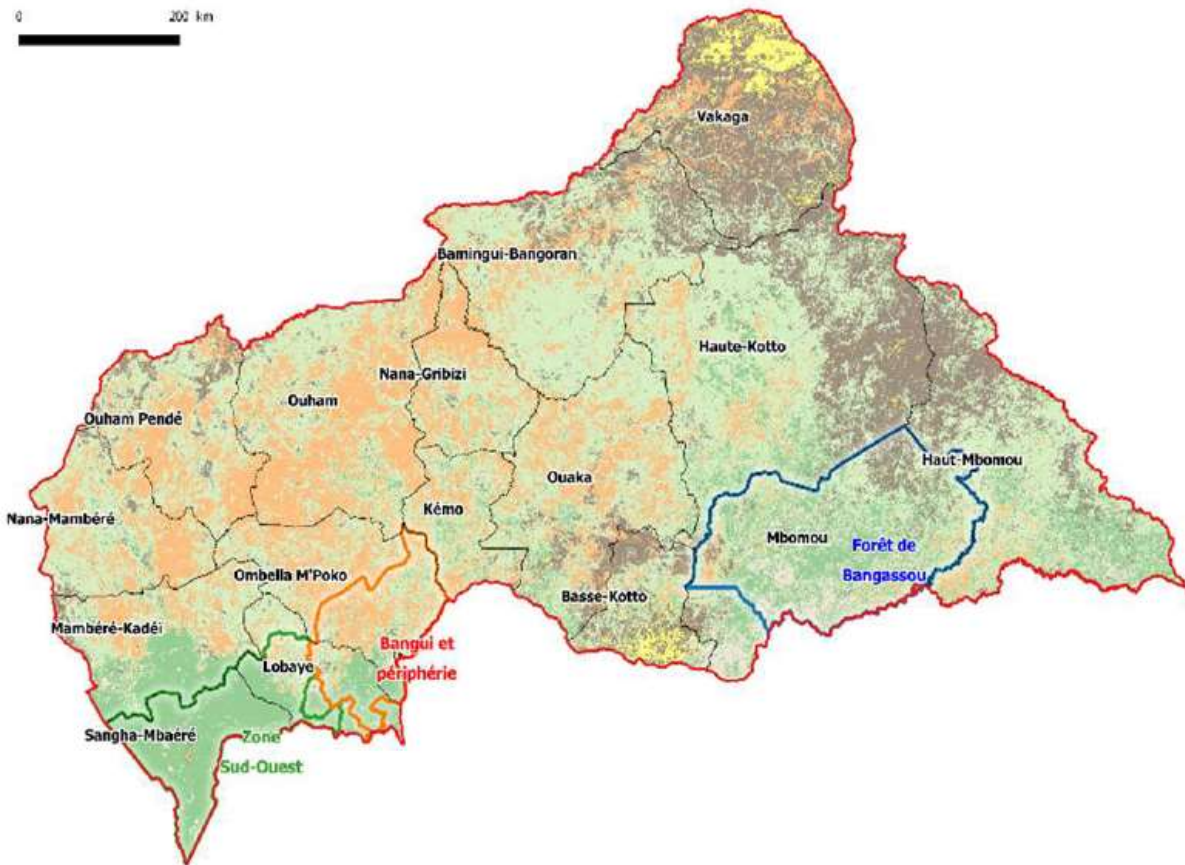 0 200 km
Vakaga
Bamingui-Bangoran
Haute-Kotto
Nana-Gribizi
Ouham
Ouham Pendé
Haut-Mbomou
Ouaka
Kémo
Nana-Mambéré
Mbomou
Forêt de
Bangassou
Ombella M'Poko
Basse-Kotto
Mambéré-Kadéi
Bangui et
périphérie
Lobaye
Sangha-Mbaéré
Zone
Sud-Ouest